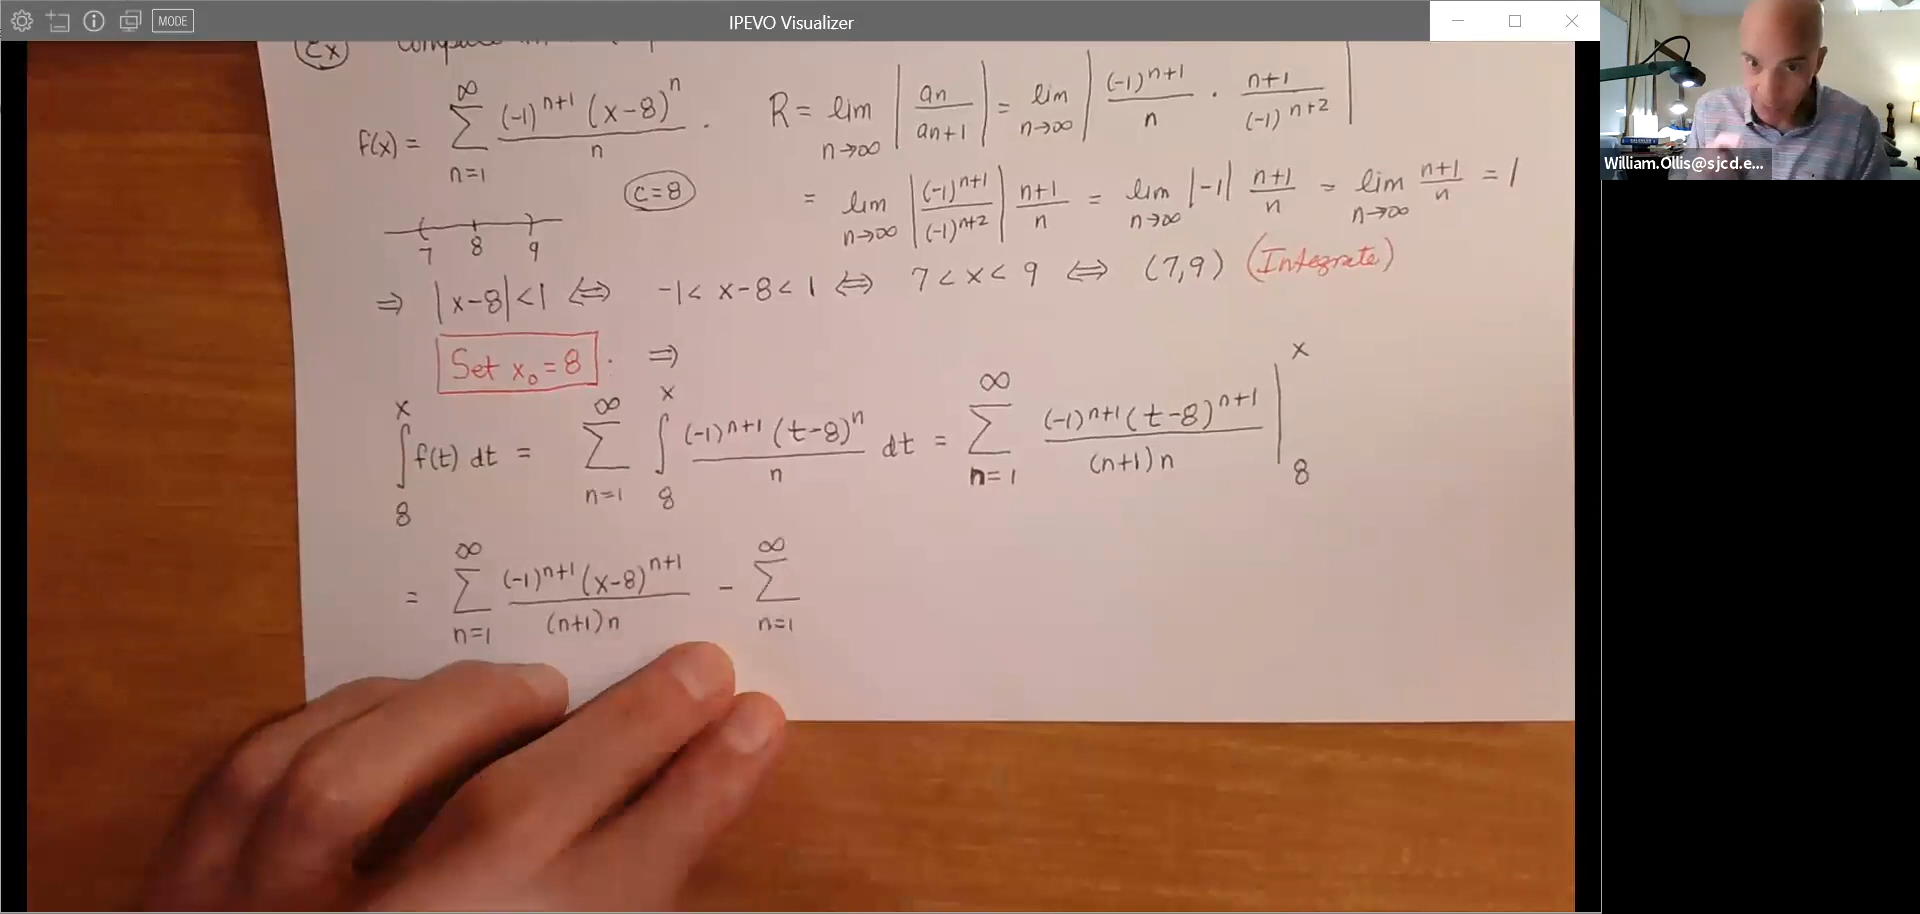 MODE
IPEVO Visualizer
William.Ollis@sjcd.e...
Ex
f(x) = ∑_{n=1}^{∞} (-1)^{n+1} (x-8)^n / n .
R = lim_{n→∞} | an / an+1 | = lim_{n→∞} | (-1)^{n+1} / n · n+1 / (-1)^{n+2} |
c=8
= lim_{n→∞} | (-1)^{n+1} / (-1)^{n+2} | n+1 / n = lim_{n→∞} |-1| n+1 / n = lim_{n→∞} n+1 / n = 1
7 8 9
⇒ |x-8| < 1 ⇔ -1 < x-8 < 1 ⇔ 7 < x < 9 ⇔ (7,9) (Integrate)
Set x₀ = 8 . ⇒
∫_8^x f(t) dt = ∑_{n=1}^{∞} ∫_8^x (-1)^{n+1} (t-8)^n / n dt = ∑_{n=1}^{∞} (-1)^{n+1} (t-8)^{n+1} / (n+1)n |_8^x
= ∑_{n=1}^{∞} (-1)^{n+1} (x-8)^{n+1} / (n+1)n - ∑_{n=1}^{∞}